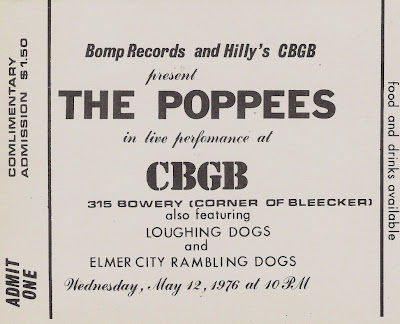 COMLIMENTARY
ADMISSION $1.50
ADMIT
ONE
Bomp Records and Hilly's CBGB
present
THE POPPEES
in live perfomance at
CBGB
315 BOWERY (CORNER OF BLEECKER)
also featuring
LOUGHING DOGS
and
ELMER CITY RAMBLING DOGS
Wednesday, May 12, 1976 at 10 PM
food and drinks available